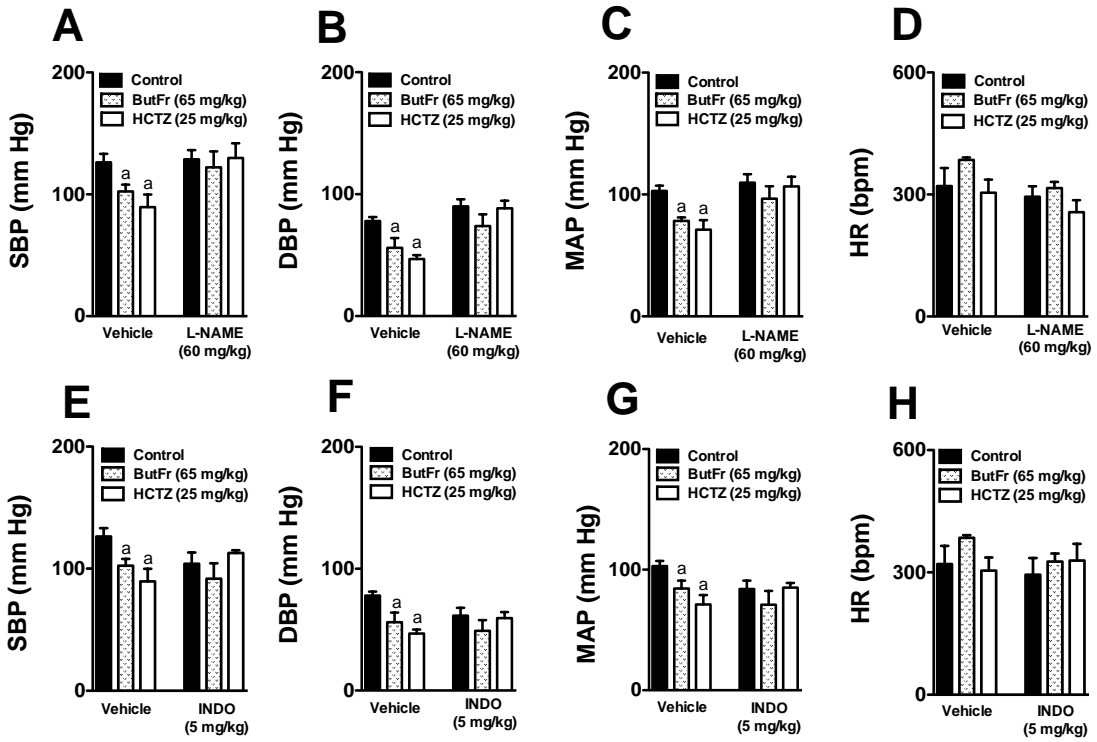 A
SBP (mm Hg)
200
100
0
Control
ButFr (65 mg/kg)
HCTZ (25 mg/kg)
a
a
Vehicle
L-NAME
(60 mg/kg)
B
DBP (mm Hg)
200
100
0
Control
ButFr (65 mg/kg)
HCTZ (25 mg/kg)
a
a
Vehicle
L-NAME
(60 mg/kg)
C
MAP (mm Hg)
200
100
0
Control
ButFr (65 mg/kg)
HCTZ (25 mg/kg)
a
a
Vehicle
L-NAME
(60 mg/kg)
D
HR (bpm)
600
300
0
Control
ButFr (65 mg/kg)
HCTZ (25 mg/kg)
Vehicle
L-NAME
(60 mg/kg)
E
SBP (mm Hg)
200
100
0
Control
ButFr (65 mg/kg)
HCTZ (25 mg/kg)
a
a
Vehicle
INDO
(5 mg/kg)
F
DBP (mm Hg)
200
100
0
Control
ButFr (65 mg/kg)
HCTZ (25 mg/kg)
a
a
Vehicle
INDO
(5 mg/kg)
G
MAP (mm Hg)
200
100
0
Control
ButFr (65 mg/kg)
HCTZ (25 mg/kg)
a
a
Vehicle
INDO
(5 mg/kg)
H
HR (bpm)
600
300
0
Control
ButFr (65 mg/kg)
HCTZ (25 mg/kg)
Vehicle
INDO
(5 mg/kg)